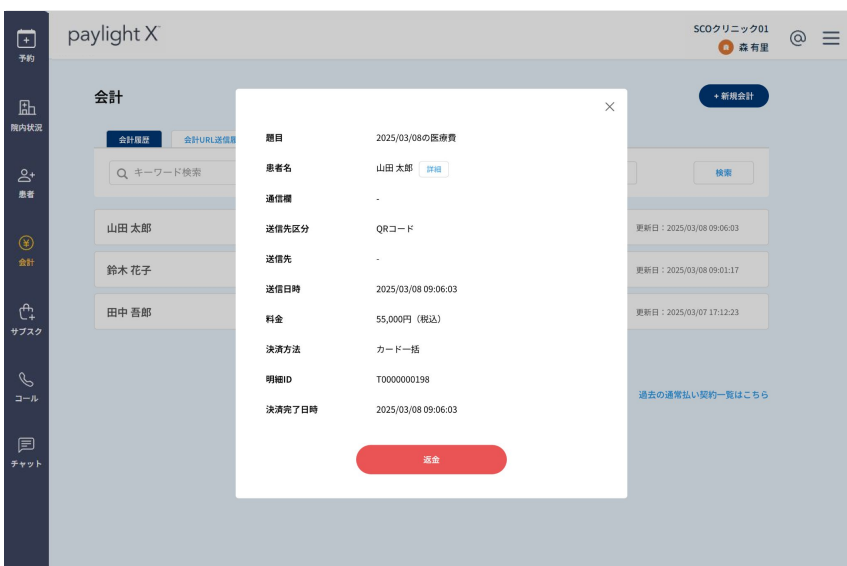 paylight X
SCOクリニック01
森 有里
予約
院内状況
患者
会計
サブスク
コール
チャット
会計
+ 新規会計
会計履歴
会計URL送信履
キーワード検索
検索
山田 太郎
更新日:2025/03/08 09:06:03
鈴木 花子
更新日:2025/03/08 09:01:17
田中 吾郎
更新日:2025/03/07 17:12:23
過去の通常払い契約一覧はこちら
題目 2025/03/08の医療費
患者名 山田 太郎 詳細
通信欄 -
送信先区分 QRコード
送信先 -
送信日時 2025/03/08 09:06:03
料金 55,000円（税込）
決済方法 カード一括
明細ID T0000000198
決済完了日時 2025/03/08 09:06:03
返金